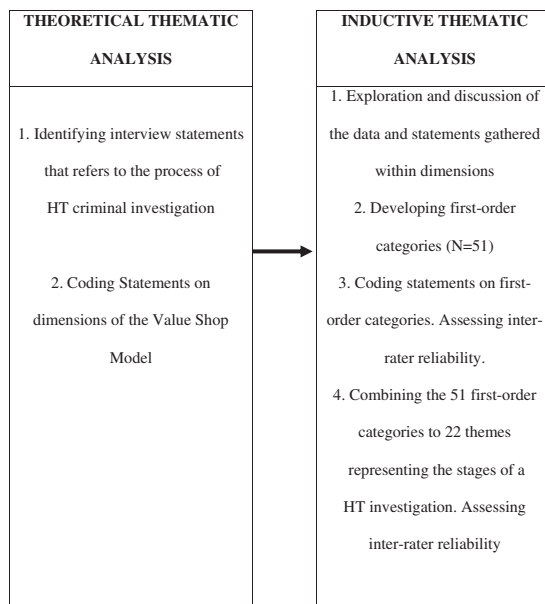 THEORETICAL THEMATIC
ANALYSIS
1. Identifying interview statements
that refers to the process of
HT criminal investigation
2. Coding Statements on
dimensions of the Value Shop
Model
INDUCTIVE THEMATIC
ANALYSIS
1. Exploration and discussion of
the data and statements gathered
within dimensions
2. Developing first-order
categories (N=51)
3. Coding statements on first-
order categories. Assessing inter-
rater reliability.
4. Combining the 51 first-order
categories to 22 themes
representing the stages of a
HT investigation. Assessing
inter-rater reliability